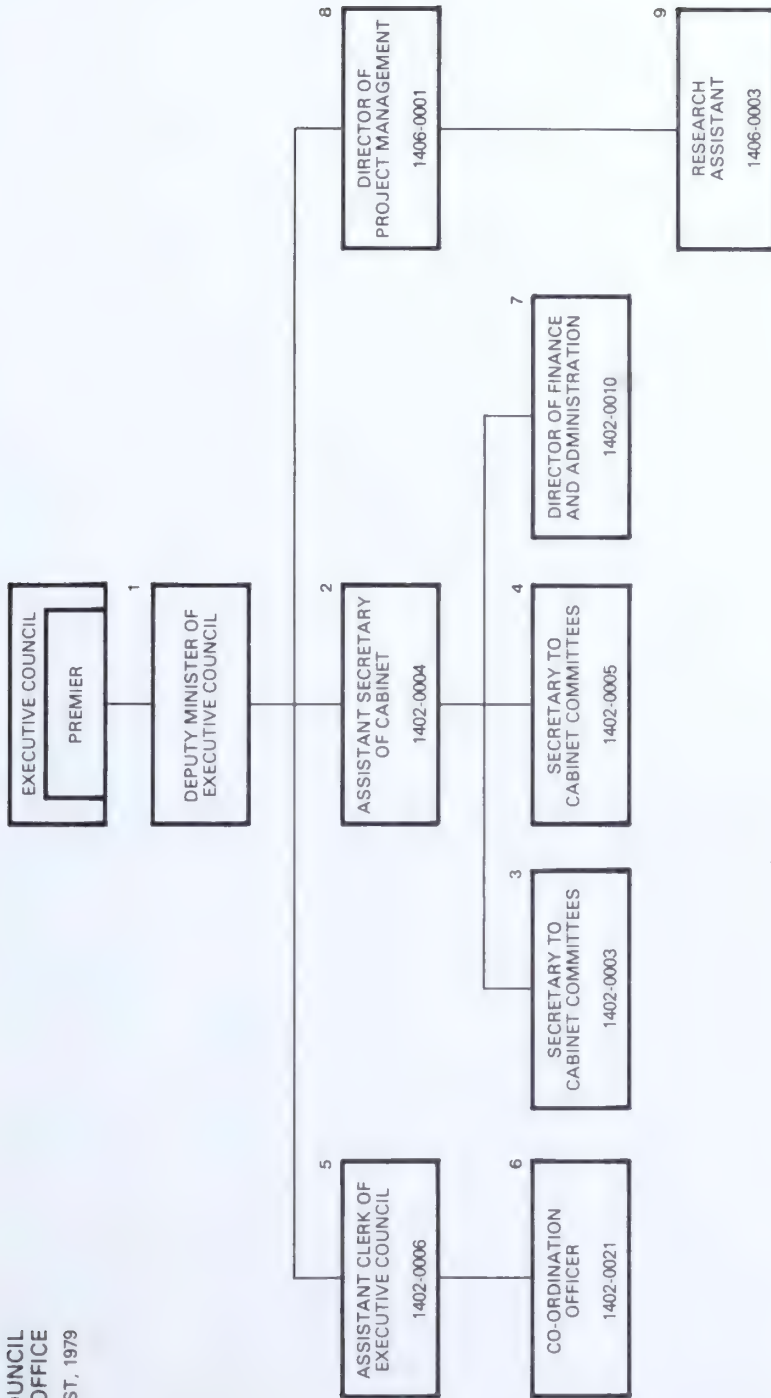 OUNCIL
OFFICE
ST, 1979
EXECUTIVE COUNCIL
PREMIER
1
DEPUTY MINISTER OF
EXECUTIVE COUNCIL
5
ASSISTANT CLERK OF
EXECUTIVE COUNCIL
1402-0006
2
ASSISTANT SECRETARY
OF CABINET
1402-0004
8
DIRECTOR OF
PROJECT MANAGEMENT
1406-0001
6
CO-ORDINATION
OFFICER
1402-0021
3
SECRETARY TO
CABINET COMMITTEES
1402-0003
4
SECRETARY TO
CABINET COMMITTEES
1402-0005
7
DIRECTOR OF FINANCE
AND ADMINISTRATION
1402-0010
9
RESEARCH
ASSISTANT
1406-0003